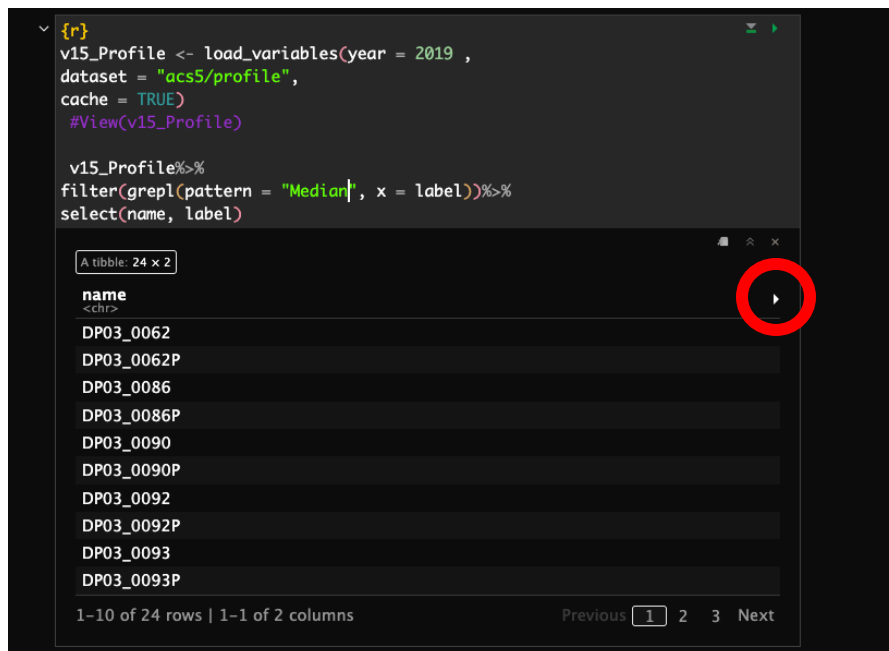 {r}
v15_Profile <- load_variables(year = 2019 ,
dataset = "acs5/profile",
cache = TRUE)
#View(v15_Profile)
v15_Profile%>%
filter(grepl(pattern = "Median", x = label))%>%
select(name, label)
A tibble: 24 × 2
name
<chr>
DP03_0062
DP03_0062P
DP03_0086
DP03_0086P
DP03_0090
DP03_0090P
DP03_0092
DP03_0092P
DP03_0093
DP03_0093P
1-10 of 24 rows | 1-1 of 2 columns Previous 1 2 3 Next